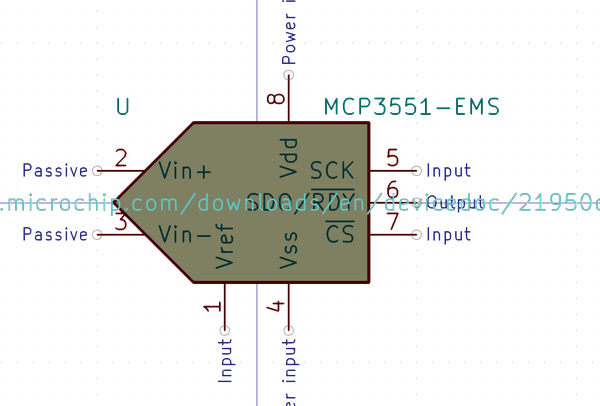 Power i
8
U MCP3551-EMS
Passive 2 Vin+ Vdd SCK 5 Input
SDO/RDY 6 Output
.microchip.com/downloads/en/devicedoc/21950
Passive 3 Vin- Vref Vss CS 7 Input
1 4
Input er input